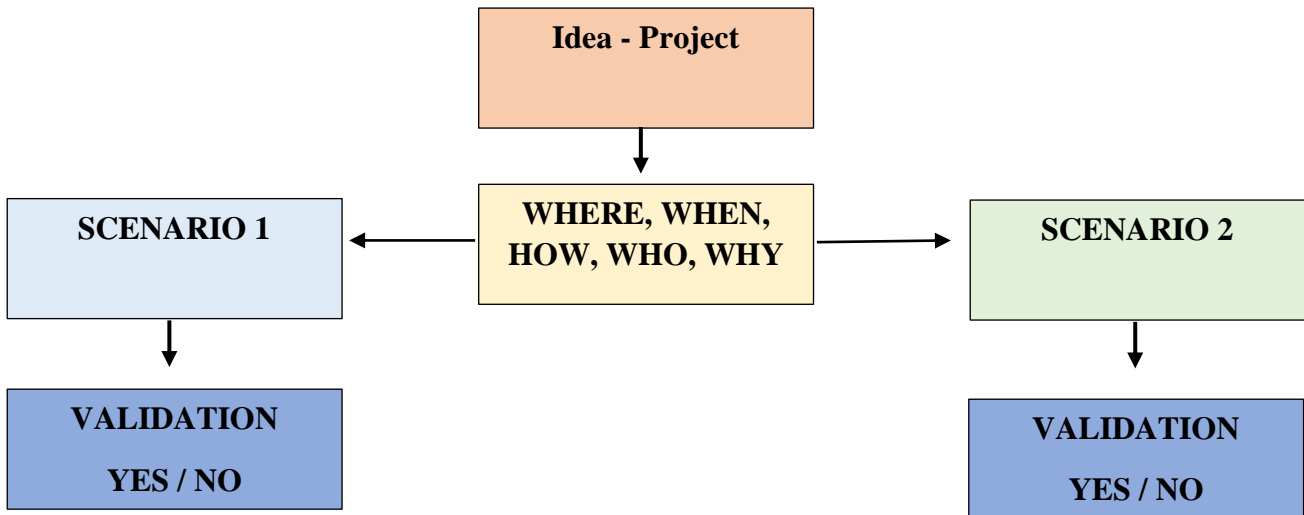 Idea - Project
WHERE, WHEN,
HOW, WHO, WHY
SCENARIO 1
SCENARIO 2
VALIDATION
YES / NO
VALIDATION
YES / NO